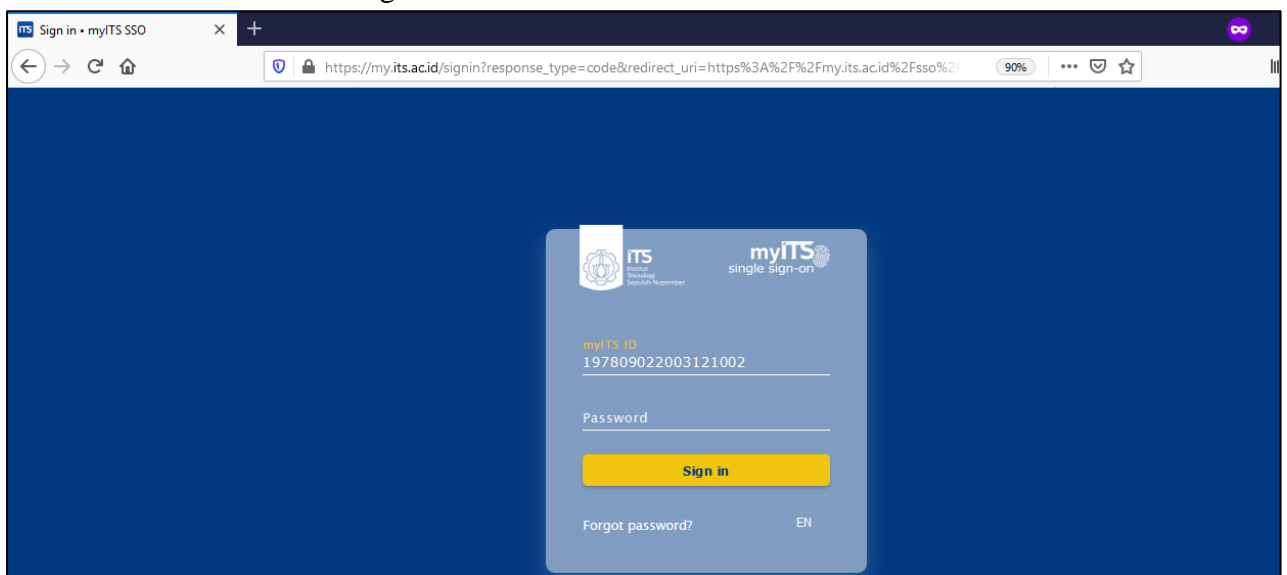 Sign in • myITS SSO
https://my.its.ac.id/signin?response_type=code&redirect_uri=https%3A%2F%2Fmy.its.ac.id%2Fsso%2
90%
iTS
Institut
Teknologi
Sepuluh Nopember
myITS
single sign-on
myITS ID
197809022003121002
Password
Sign in
Forgot password?
EN